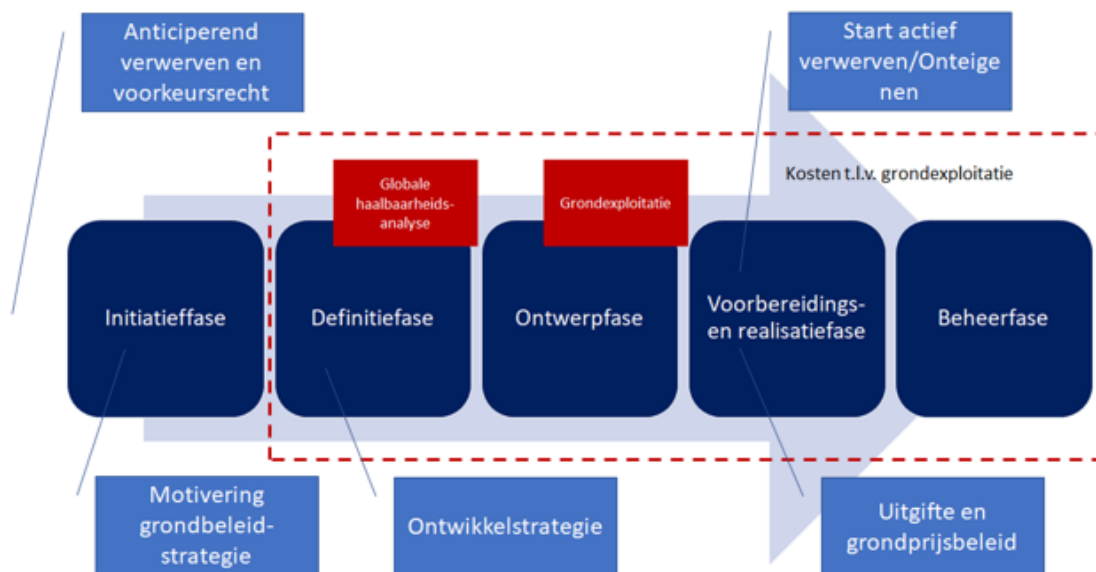 Anticiperend
verwerven en
voorkeursrecht
Start actief
verwerven/Onteige
nen
Kosten t.l.v. grondexploitatie
Globale
haalbaarheids-
analyse
Grondexploitatie
Initiatieffase
Definitiefase
Ontwerpfase
Voorbereidings-
en realisatiefase
Beheerfase
Motivering
grondbeleid-
strategie
Ontwikkelstrategie
Uitgifte en
grondprijsbeleid